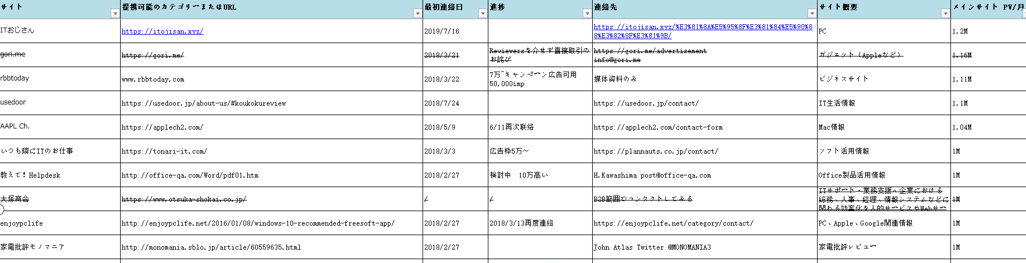 サイト 提携可能のカテゴリーまたはURL 最初連絡日 進捗 連絡先 サイト概要 メインサイト PV/月
ITおじさん https://itojisan.xyz/ 2019/7/16 https://itojisan.xyz/%E3%81%8A%E5%95%8F%E3%81%84%E5%90%8 PC 1.2M
8%E3%82%8F%E3%81%9B/
gori.me https://gori.me/ 2018/3/21 Reviewersを介せず直接取引の https://gori.me/advertisement ガジェット（Appleなど） 1.16M
お詫び info@gori.me
rbbtoday www.rbbtoday.com 2018/3/22 7万~キャンペーン広告可用 媒体資料のみ ビジネスサイト 1.11M
50,000imp
usedoor https://usedoor.jp/about-us/#koukokureview 2018/7/24 https://usedoor.jp/contact/ IT生活情報 1.1M
AAPL Ch. https://applech2.com/ 2018/5/9 6/11再次联络 https://applech2.com/contact-form Mac情報 1.04M
いつも隣にITのお仕事 https://tonari-it.com/ 2018/3/3 広告枠5万～ https://plannauts.co.jp/contact/ ソフト活用情報 1M
教えて！Helpdesk http://office-qa.com/Word/pdf01.htm 2018/2/27 検討中 10万高い H.Kawashima post@office-qa.com Office製品活用情報 1M
大塚商会 https://www.otsuka-shokai.co.jp/ / / B2B範囲でコンタクトしてみる ITサポート・業務支援・企業における 1M
総務、人事、経理、情報システムなどに
関わる効率化を人的サービスやWebサー
enjoypclife http://enjoypclife.net/2016/01/08/windows-10-recommended-freesoft-app/ 2018/2/27 2018/3/13再度連絡 https://enjoypclife.net/category/contact/ PC、Apple、Google関連情報 1M
家電批評モノマニア http://monomania.sblo.jp/article/60559635.html 2018/2/27 John Atlas Twitter @MONOMANIA3 家電批評レビュー 1M